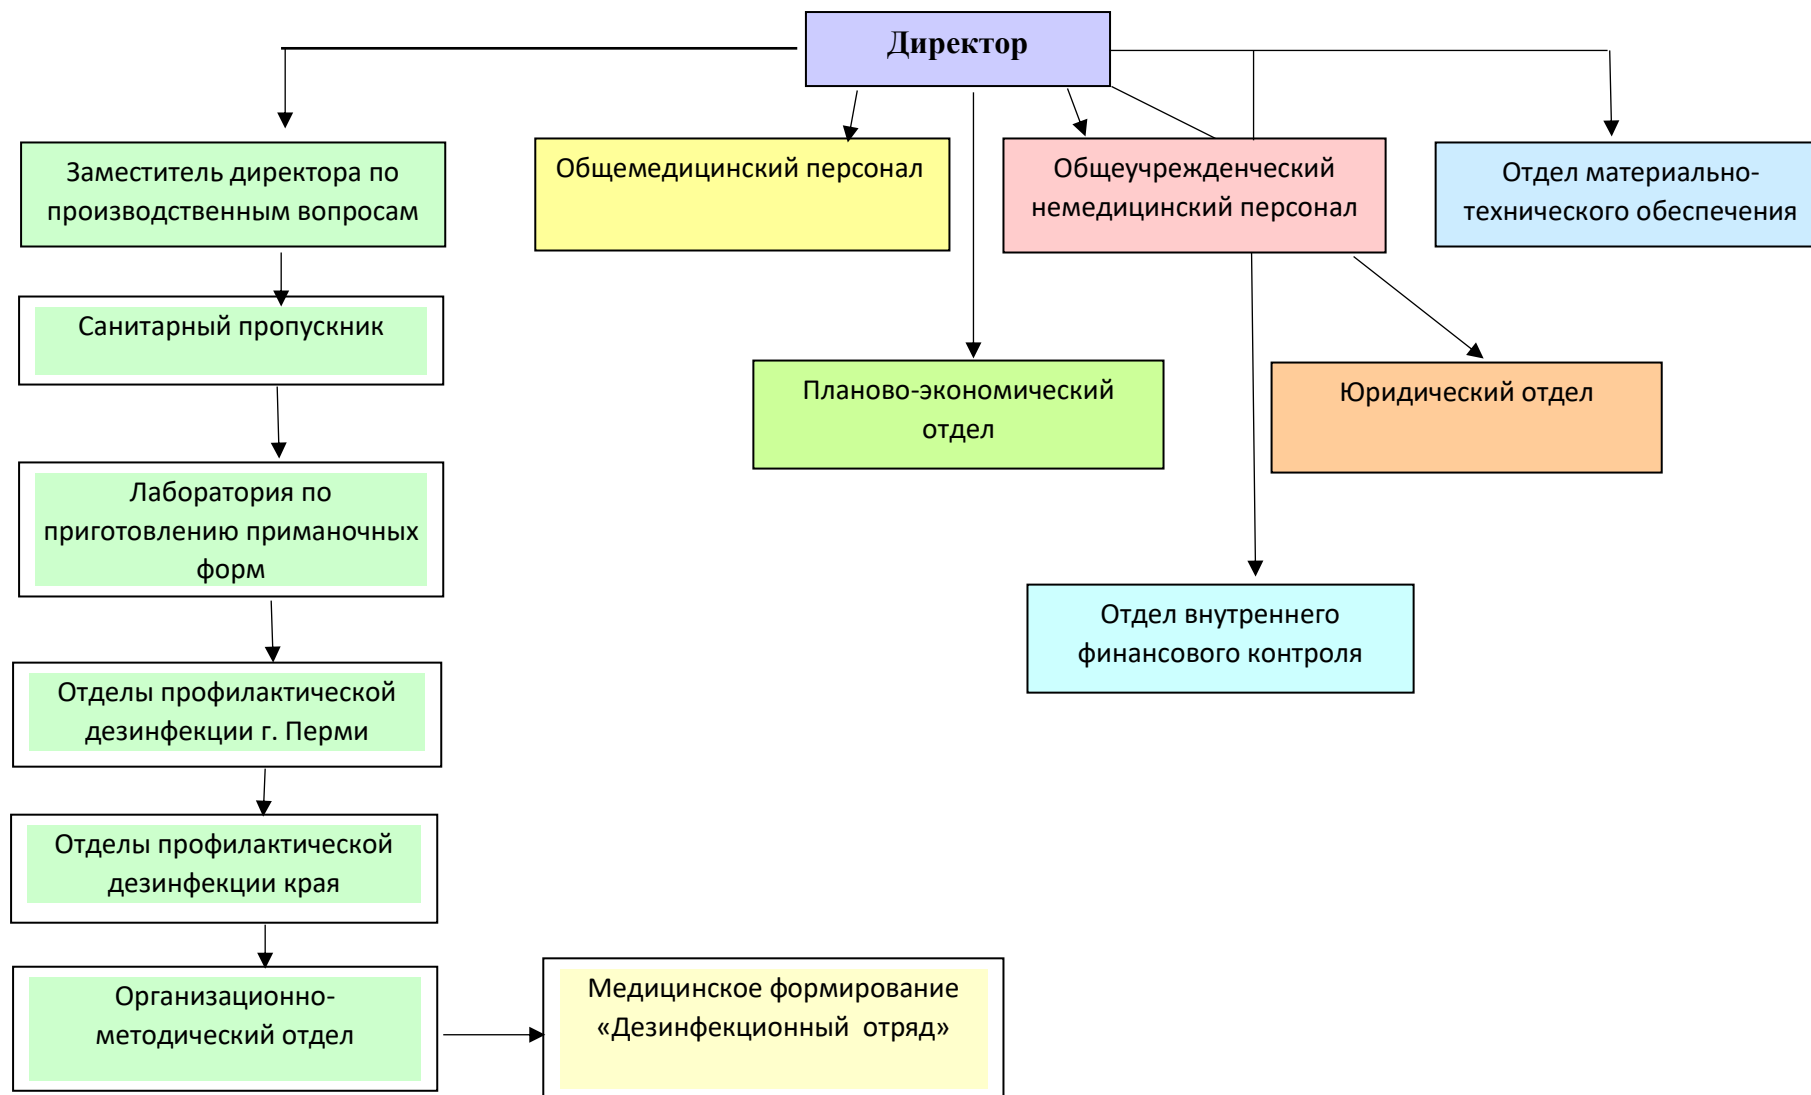 Директор
Заместитель директора по
производственным вопросам
Общемедицинский персонал
Общеучрежденческий
немедицинский персонал
Отдел материально-
технического обеспечения
Санитарный пропускник
Планово-экономический
отдел
Юридический отдел
Лаборатория по
приготовлению приманочных
форм
Отдел внутреннего
финансового контроля
Отделы профилактической
дезинфекции г. Перми
Отделы профилактической
дезинфекции края
Организационно-
методический отдел
Медицинское формирование
«Дезинфекционный отряд»